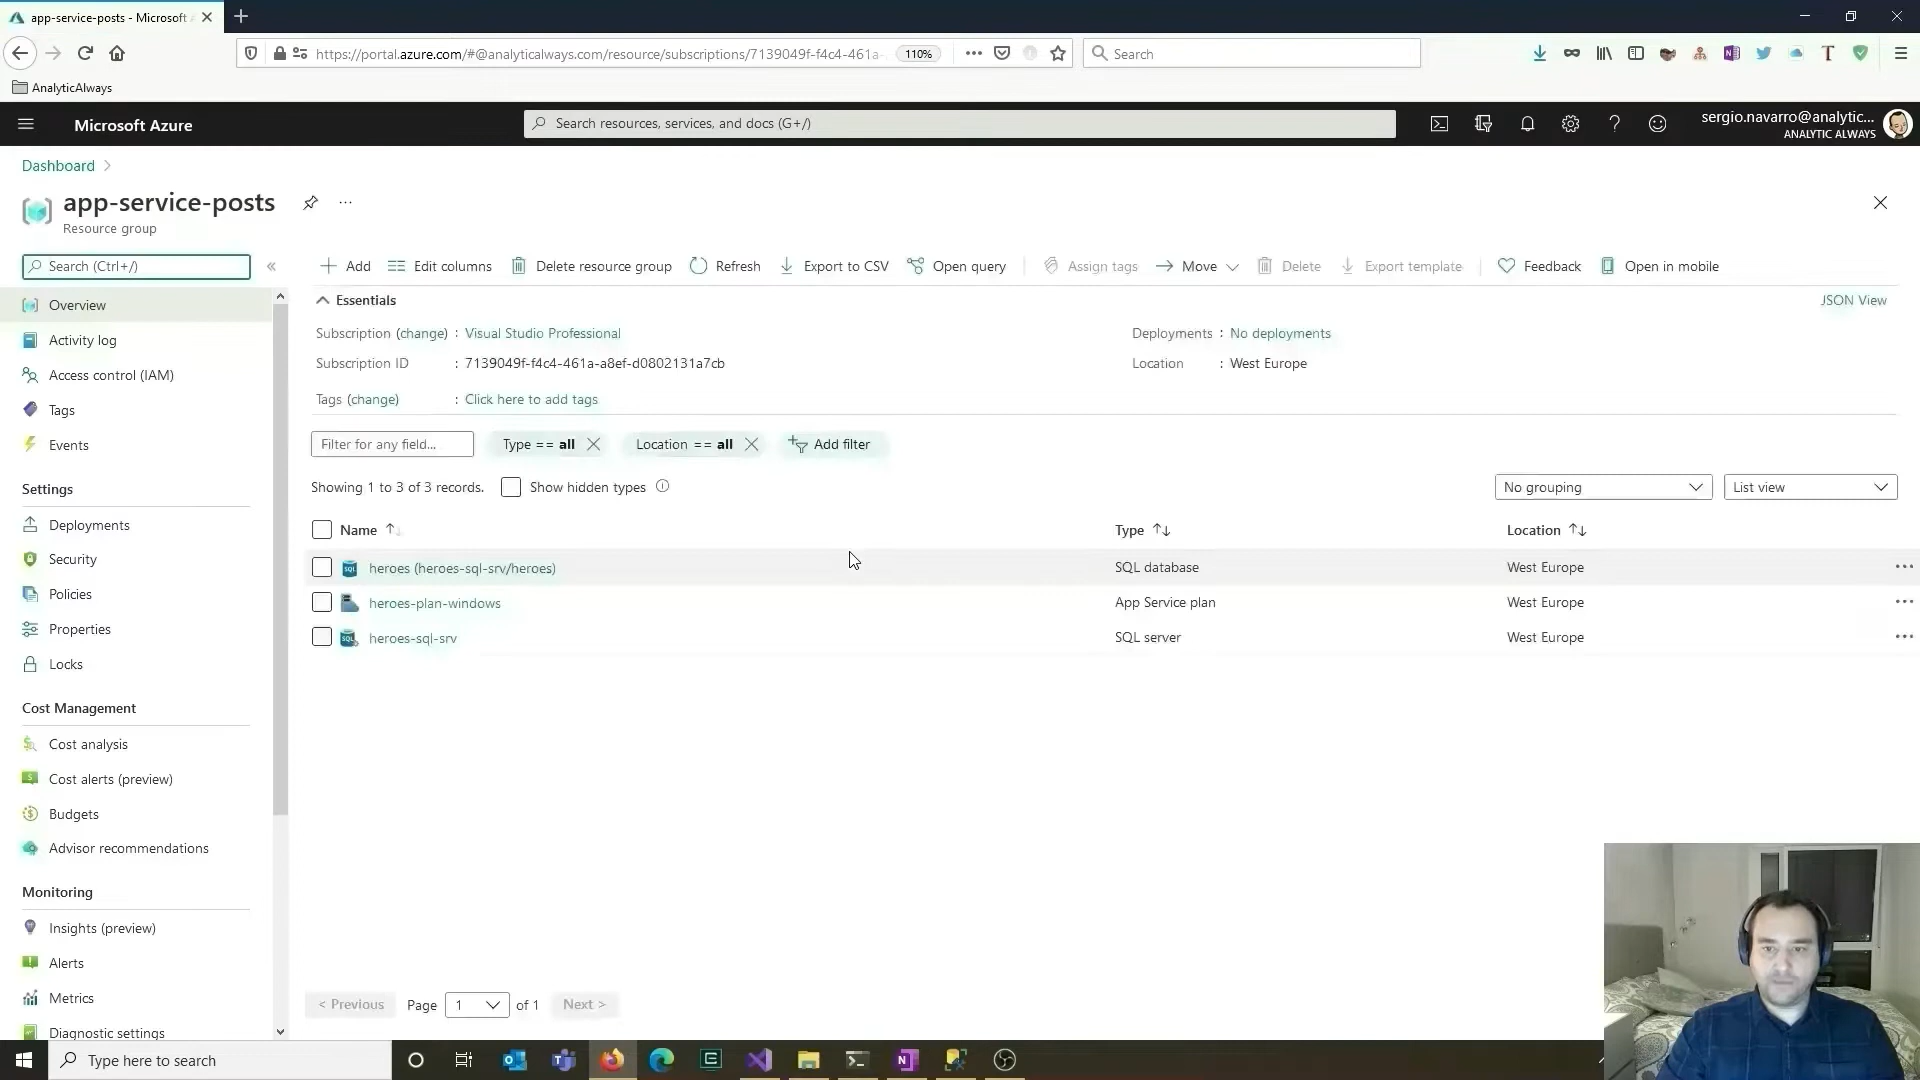 app-service-posts - Microsoft
https://portal.azure.com/#@analyticalways.com/resource/subscriptions/7139049f-f4c4-461a-
110%
Search
AnalyticAlways
Microsoft Azure
Search resources, services, and docs (G+/)
sergio.navarro@analytic...
ANALYTIC ALWAYS
Dashboard
app-service-posts
Resource group
Search (Ctrl+/)
Add
Edit columns
Delete resource group
Refresh
Export to CSV
Open query
Assign tags
Move
Delete
Export template
Feedback
Open in mobile
Overview
Activity log
Access control (IAM)
Tags
Events
Settings
Deployments
Security
Policies
Properties
Locks
Cost Management
Cost analysis
Cost alerts (preview)
Budgets
Advisor recommendations
Monitoring
Insights (preview)
Alerts
Metrics
Diagnostic settings
Essentials
JSON View
Subscription (change) : Visual Studio Professional
Deployments : No deployments
Subscription ID : 7139049f-f4c4-461a-a8ef-d0802131a7cb
Location : West Europe
Tags (change) : Click here to add tags
Filter for any field...
Type == all
Location == all
Add filter
Showing 1 to 3 of 3 records.
Show hidden types
No grouping
List view
Name Type Location
heroes (heroes-sql-srv/heroes) SQL database West Europe
heroes-plan-windows App Service plan West Europe
heroes-sql-srv SQL server West Europe
< Previous Page 1 of 1 Next >
Type here to search